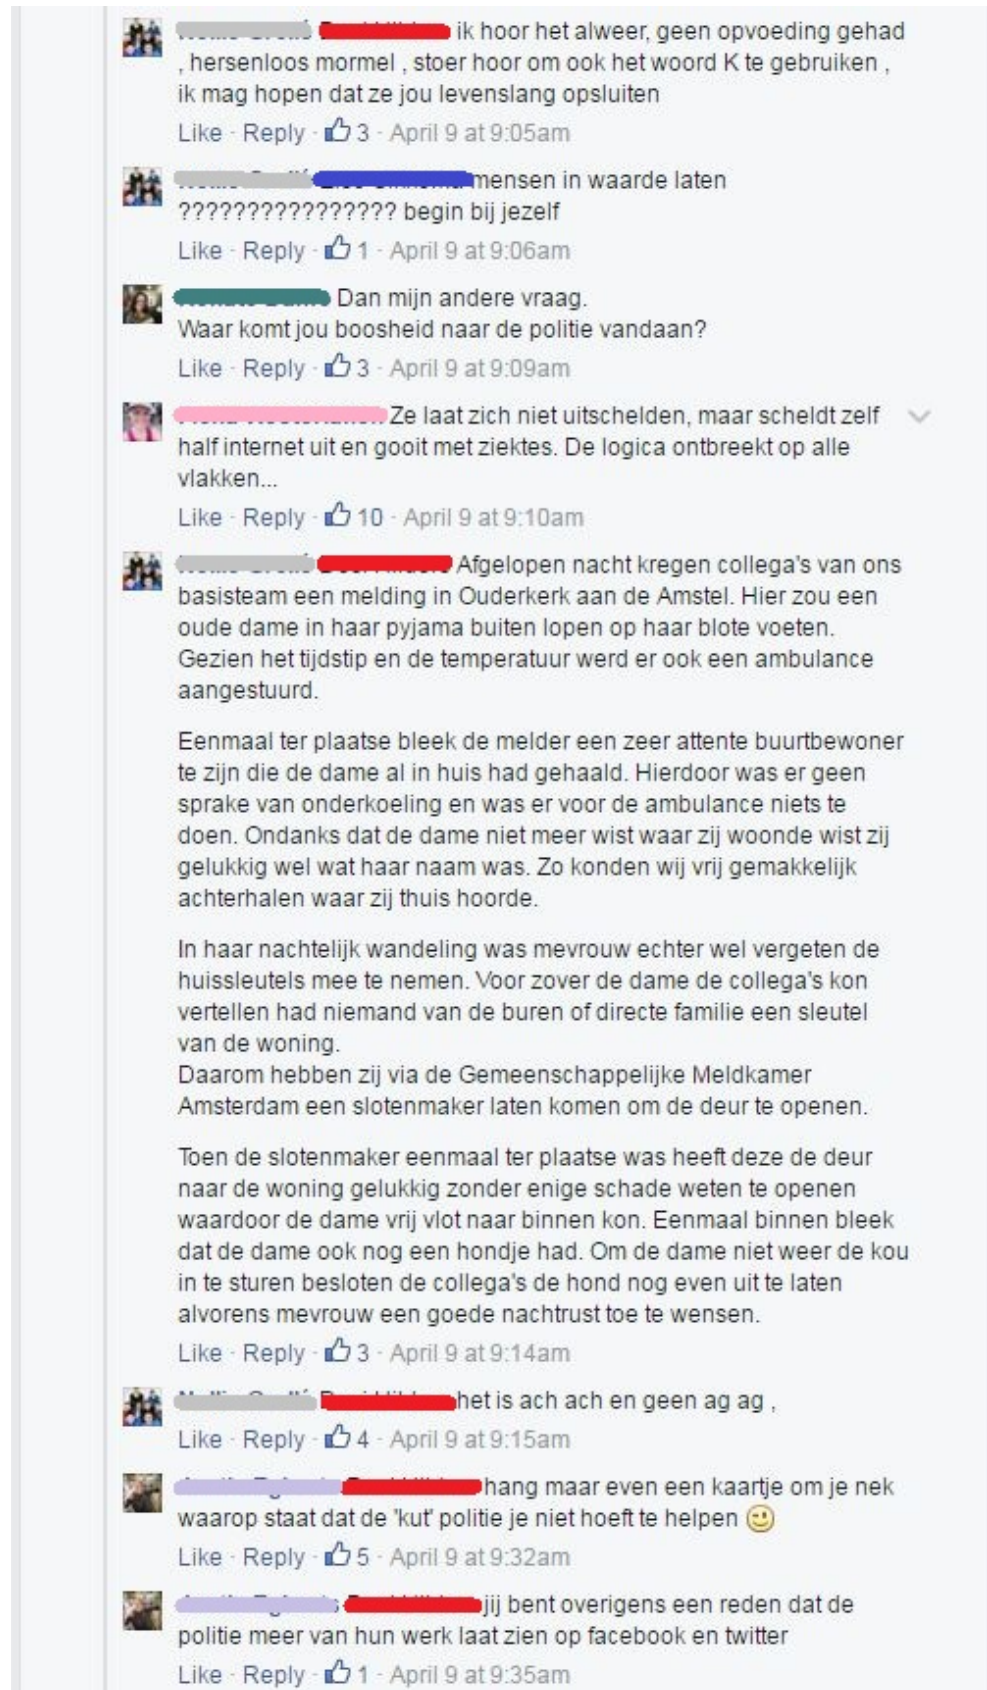 ik hoor het alweer, geen opvoeding gehad
, hersenloos mormel , stoer hoor om ook het woord K te gebruiken ,
ik mag hopen dat ze jou levenslang opsluiten
Like · Reply · 3 · April 9 at 9:05am
mensen in waarde laten
???????????????? begin bij jezelf
Like · Reply · 1 · April 9 at 9:06am
Dan mijn andere vraag.
Waar komt jou boosheid naar de politie vandaan?
Like · Reply · 3 · April 9 at 9:09am
Ze laat zich niet uitschelden, maar scheldt zelf
half internet uit en gooit met ziektes. De logica ontbreekt op alle
vlakken...
Like · Reply · 10 · April 9 at 9:10am
Afgelopen nacht kregen collega's van ons
basisteam een melding in Ouderkerk aan de Amstel. Hier zou een
oude dame in haar pyjama buiten lopen op haar blote voeten.
Gezien het tijdstip en de temperatuur werd er ook een ambulance
aangestuurd.
Eenmaal ter plaatse bleek de melder een zeer attente buurtbewoner
te zijn die de dame al in huis had gehaald. Hierdoor was er geen
sprake van onderkoeling en was er voor de ambulance niets te
doen. Ondanks dat de dame niet meer wist waar zij woonde wist zij
gelukkig wel wat haar naam was. Zo konden wij vrij gemakkelijk
achterhalen waar zij thuis hoorde.
In haar nachtelijk wandeling was mevrouw echter wel vergeten de
huissleutels mee te nemen. Voor zover de dame de collega's kon
vertellen had niemand van de buren of directe familie een sleutel
van de woning.
Daarom hebben zij via de Gemeenschappelijke Meldkamer
Amsterdam een slotenmaker laten komen om de deur te openen.
Toen de slotenmaker eenmaal ter plaatse was heeft deze de deur
naar de woning gelukkig zonder enige schade weten te openen
waardoor de dame vrij vlot naar binnen kon. Eenmaal binnen bleek
dat de dame ook nog een hondje had. Om de dame niet weer de kou
in te sturen besloten de collega's de hond nog even uit te laten
alvorens mevrouw een goede nachtrust toe te wensen.
Like · Reply · 3 · April 9 at 9:14am
het is ach ach en geen ag ag ,
Like · Reply · 4 · April 9 at 9:15am
hang maar even een kaartje om je nek
waarop staat dat de 'kut' politie je niet hoeft te helpen
Like · Reply · 5 · April 9 at 9:32am
jij bent overigens een reden dat de
politie meer van hun werk laat zien op facebook en twitter
Like · Reply · 1 · April 9 at 9:35am